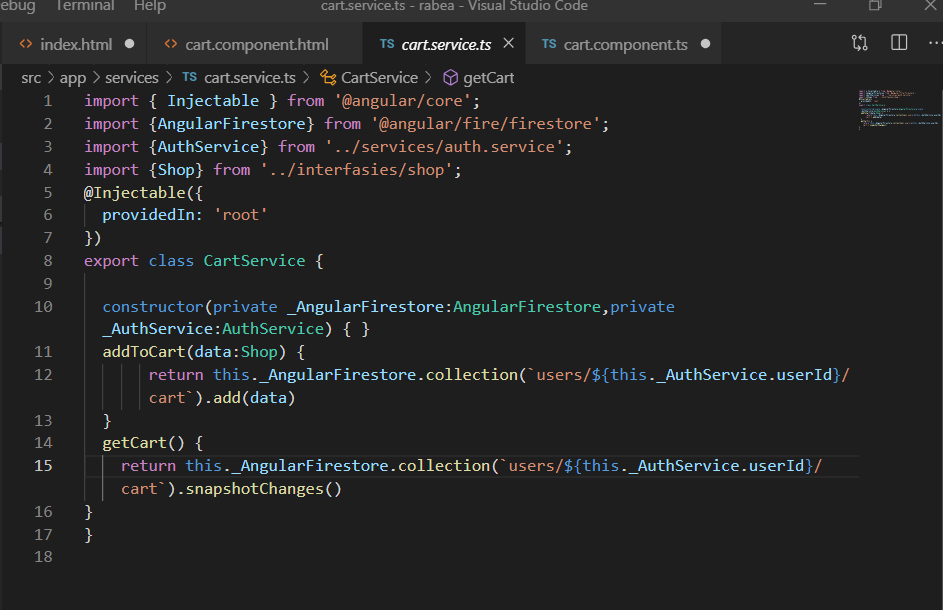 ebug Terminal Help cart.service.ts - rabea - Visual Studio Code
index.html cart.component.html TS cart.service.ts TS cart.component.ts
src > app > services > TS cart.service.ts > CartService > getCart
1 import { Injectable } from '@angular/core';
2 import {AngularFirestore} from '@angular/fire/firestore';
3 import {AuthService} from '../services/auth.service';
4 import {Shop} from '../interfasies/shop';
5 @Injectable({
6 providedIn: 'root'
7 })
8 export class CartService {
9
10 constructor(private _AngularFirestore:AngularFirestore,private
_AuthService:AuthService) { }
11 addToCart(data:Shop) {
12 return this._AngularFirestore.collection(`users/${this._AuthService.userId}/
cart`).add(data)
13 }
14 getCart() {
15 return this._AngularFirestore.collection(`users/${this._AuthService.userId}/
cart`).snapshotChanges()
16 }
17 }
18